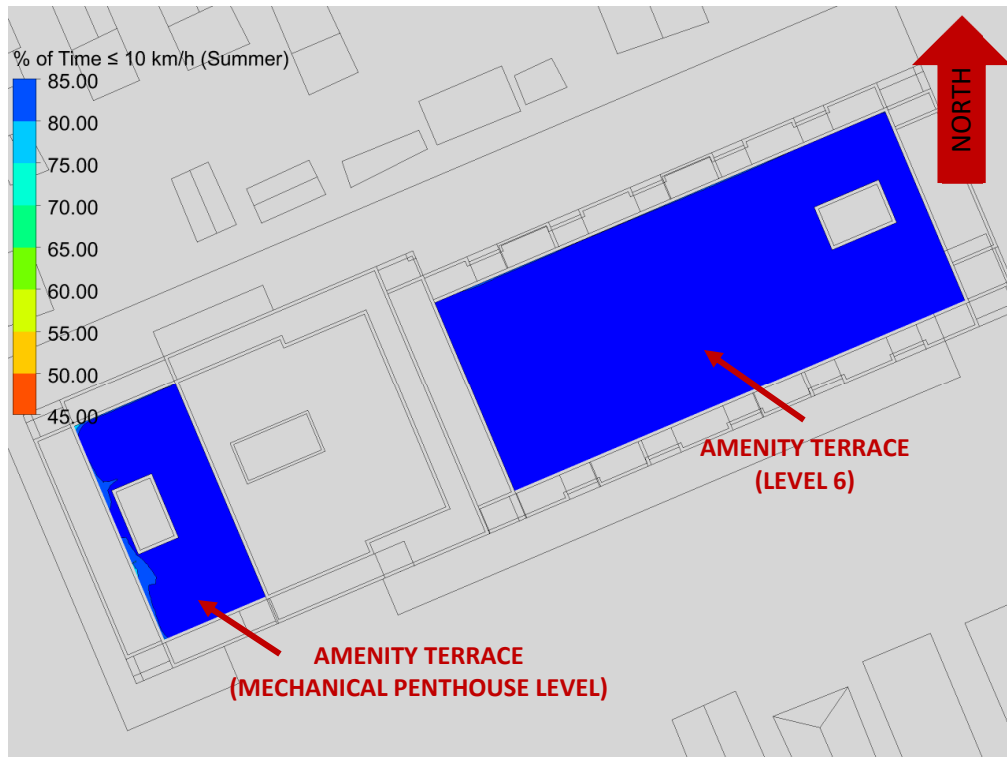 % of Time ≤ 10 km/h (Summer)
85.00
80.00
75.00
70.00
65.00
60.00
55.00
50.00
45.00
NORTH
AMENITY TERRACE
(LEVEL 6)
AMENITY TERRACE
(MECHANICAL PENTHOUSE LEVEL)